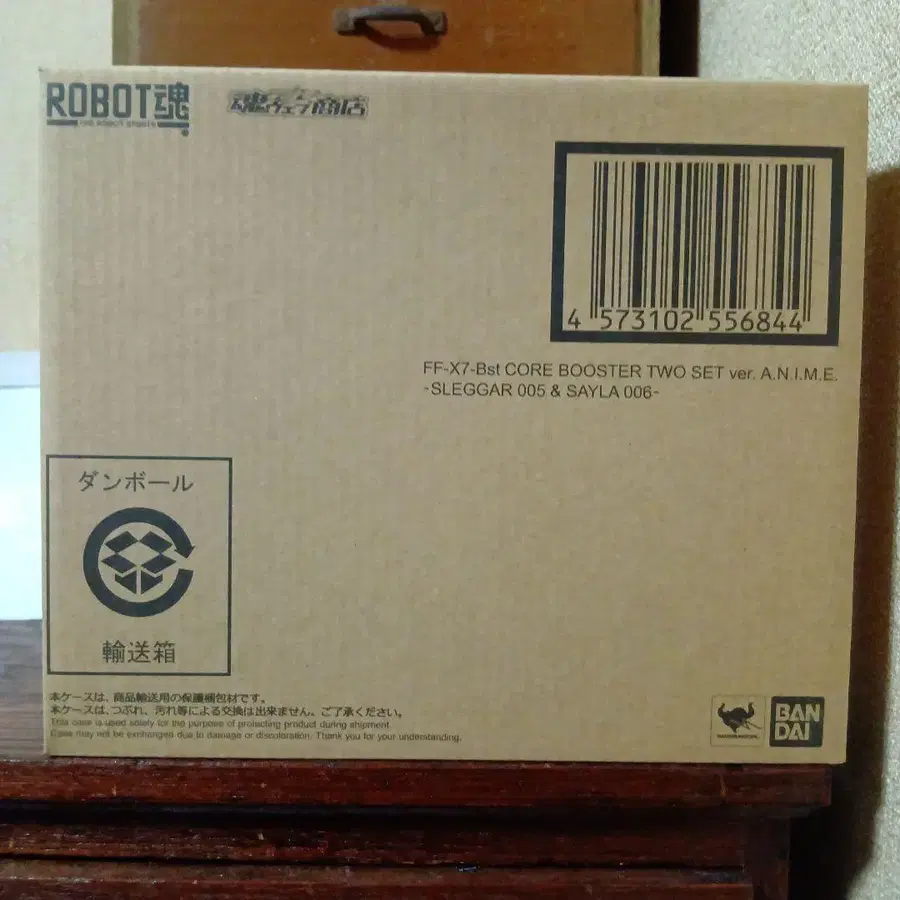 ROBOT魂
THE ROBOT SPIRITS
魂ウェブ商店
4 573102 556844
FF-X7-Bst CORE BOOSTER TWO SET ver. A.N.I.M.E.
-SLEGGAR 005 & SAYLA 006-
ダンボール
輸送箱
本ケースは、商品輸送用の保護梱包材です。
本ケースは、つぶれ、汚れ等による交換は出来ません、ご了承ください。
This case is used solely for the purpose of protecting product during shipment.
Case may not be exchanged due to damage or discoloration. Thank you for your understanding.
BAN
DAI